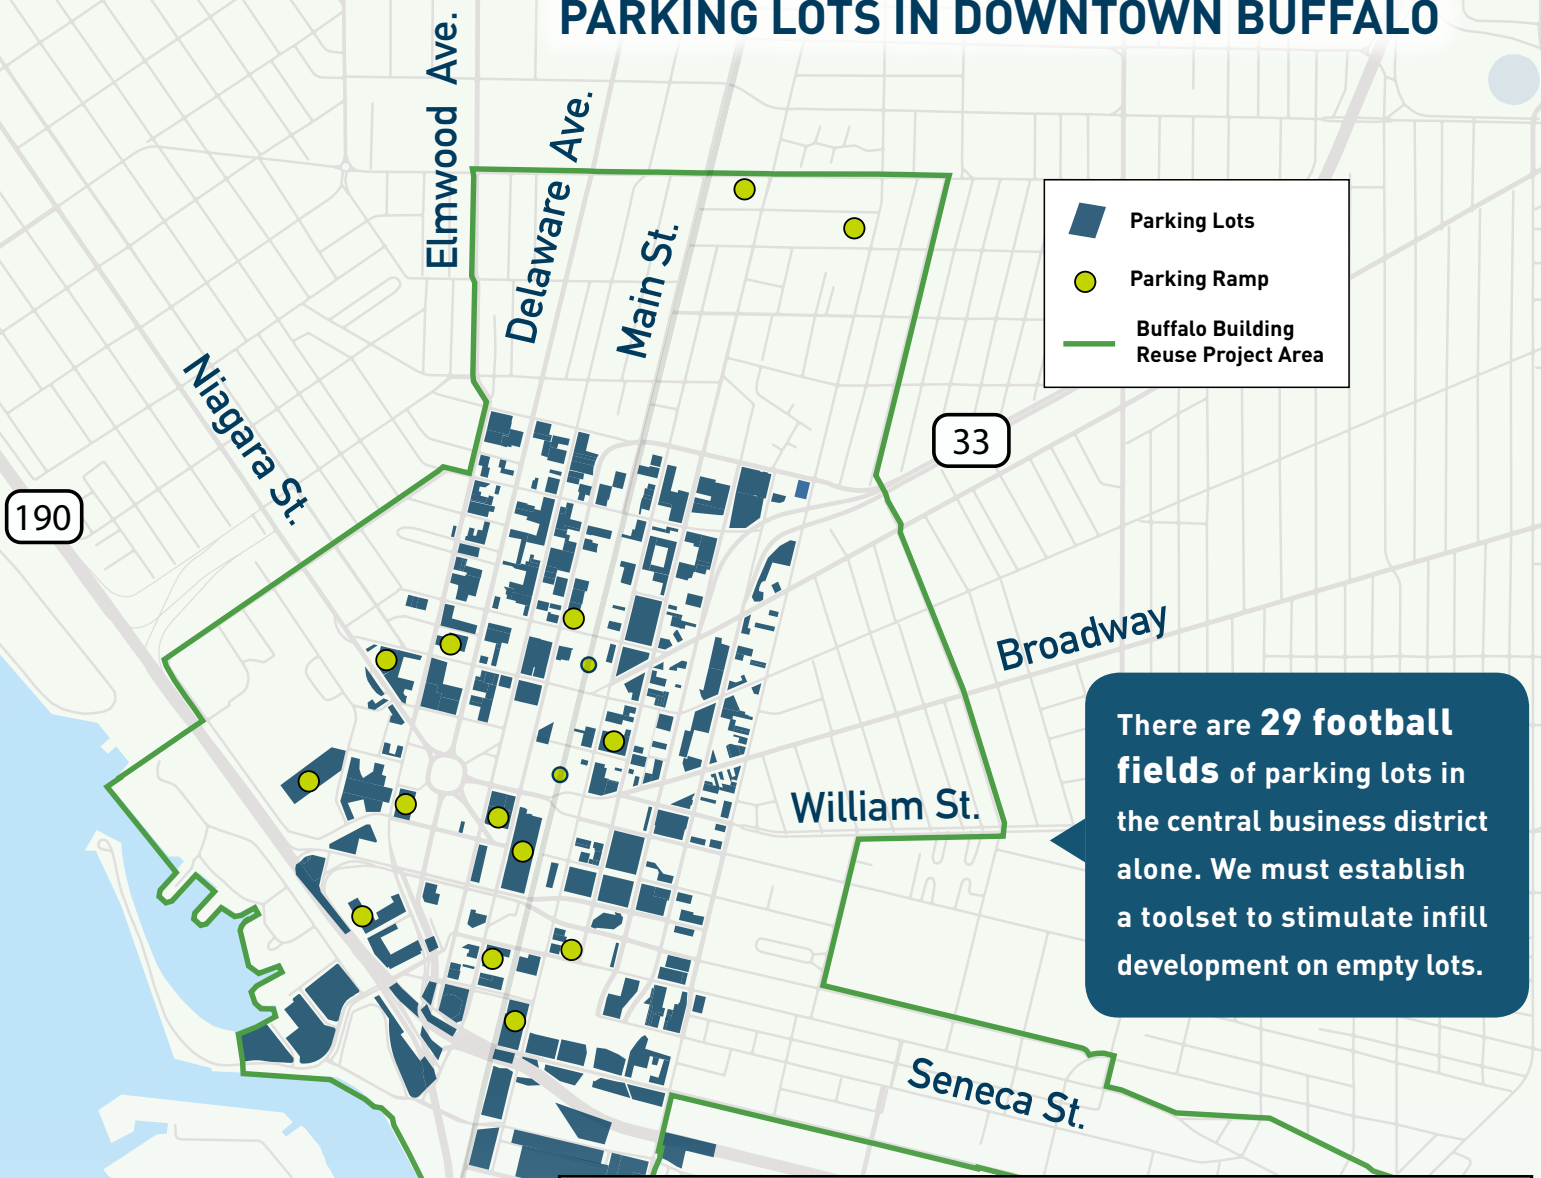 PARKING LOTS IN DOWNTOWN BUFFALO
Elmwood Ave.
Delaware Ave.
Main St.
Niagara St.
190
33
Parking Lots
Parking Ramp
Buffalo Building
Reuse Project Area
Broadway
William St.
Seneca St.
There are 29 football
fields of parking lots in
the central business district
alone. We must establish
a toolset to stimulate infill
development on empty lots.